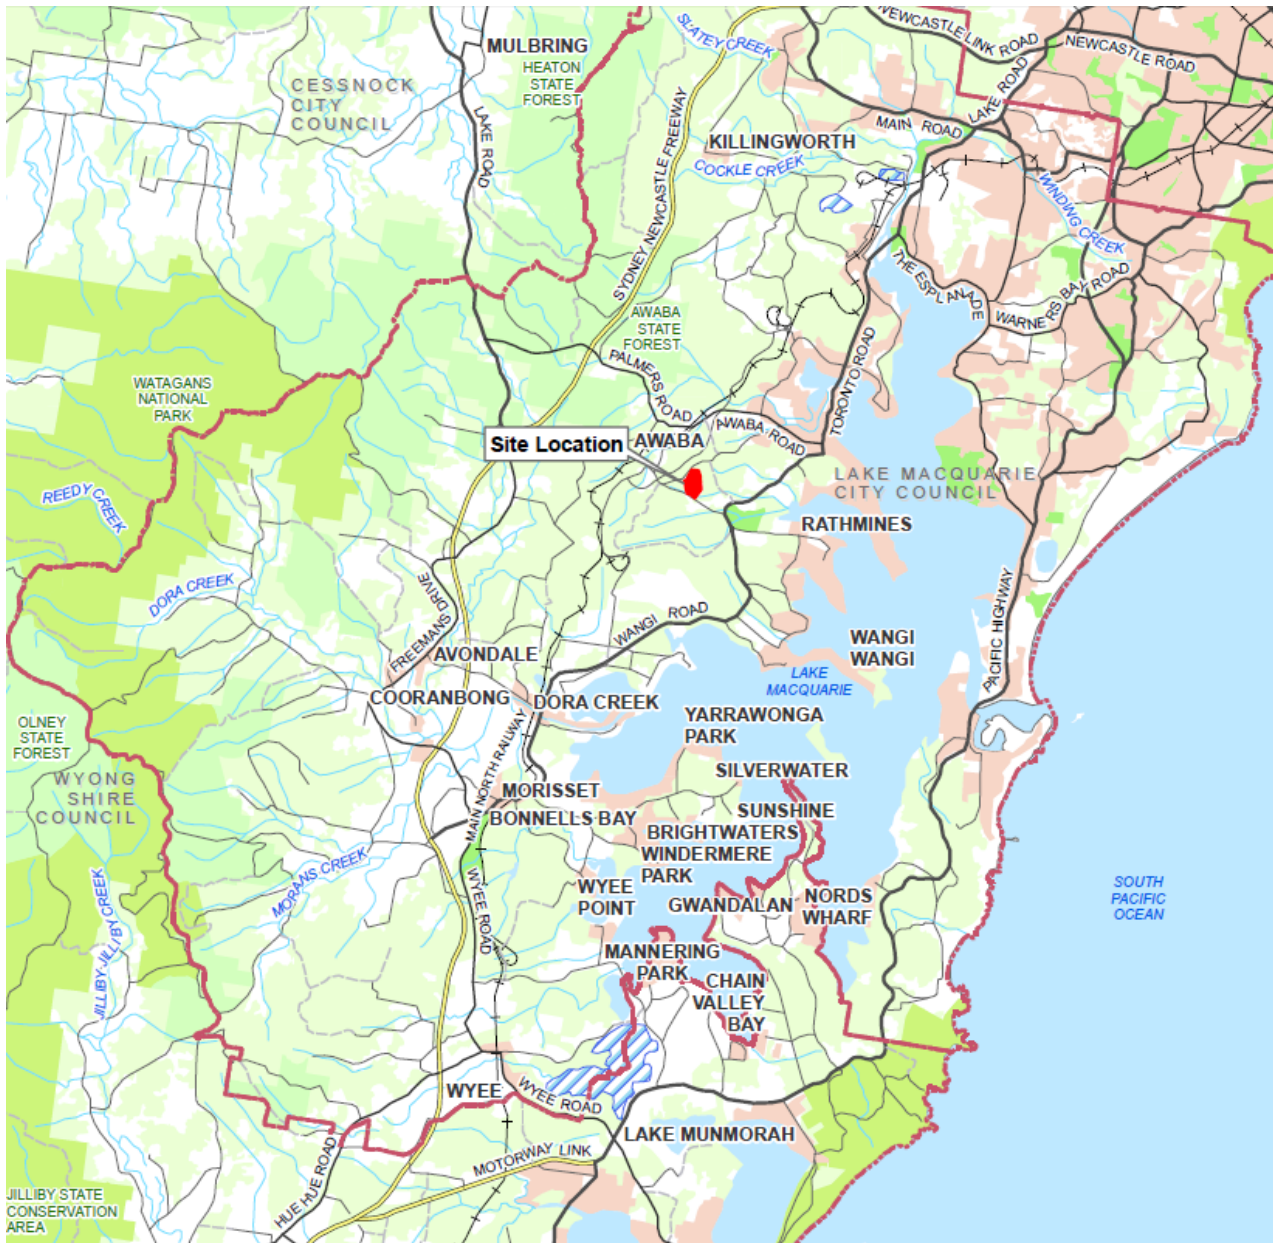 NEWCASTLE LINK ROAD
NEWCASTLE ROAD
SLATEY CREEK
MULBRING
HEATON
STATE
FOREST
CESSNOCK
CITY
COUNCIL
LAKE ROAD
LAKE ROAD
MAIN ROAD
SYDNEY NEWCASTLE FREEWAY
KILLINGWORTH
COCKLE CREEK
WINDING CREEK
THE ESPLANADE
WARNERS BAY ROAD
AWABA
STATE
FOREST
PALMERS ROAD
TORONTO ROAD
WATAGANS
NATIONAL
PARK
Site Location
AWABA
AWABA ROAD
LAKE MACQUARIE
CITY COUNCIL
REEDY CREEK
RATHMINES
DORA CREEK
FREEMANS DRIVE
WANGI ROAD
PACIFIC HIGHWAY
WANGI
WANGI
AVONDALE
LAKE
MACQUARIE
COORANBONG
DORA CREEK
YARRAWONGA
PARK
OLNEY
STATE
FOREST
MAIN NORTH RAILWAY
SILVERWATER
WYONG
SHIRE
COUNCIL
MORISSET
SUNSHINE
BONNELLS BAY
BRIGHTWATERS
WINDERMERE
PARK
MORANS CREEK
WYEE
POINT
GWANDALAN
NORDS
WHARF
SOUTH
PACIFIC
OCEAN
JILLIBY JILLIBY CREEK
WYEE ROAD
MANNERING
PARK
CHAIN
VALLEY
BAY
WYEE
WYEE ROAD
LAKE MUNMORAH
MOTORWAY LINK
HUE HUE ROAD
JILLIBY STATE
CONSERVATION
AREA